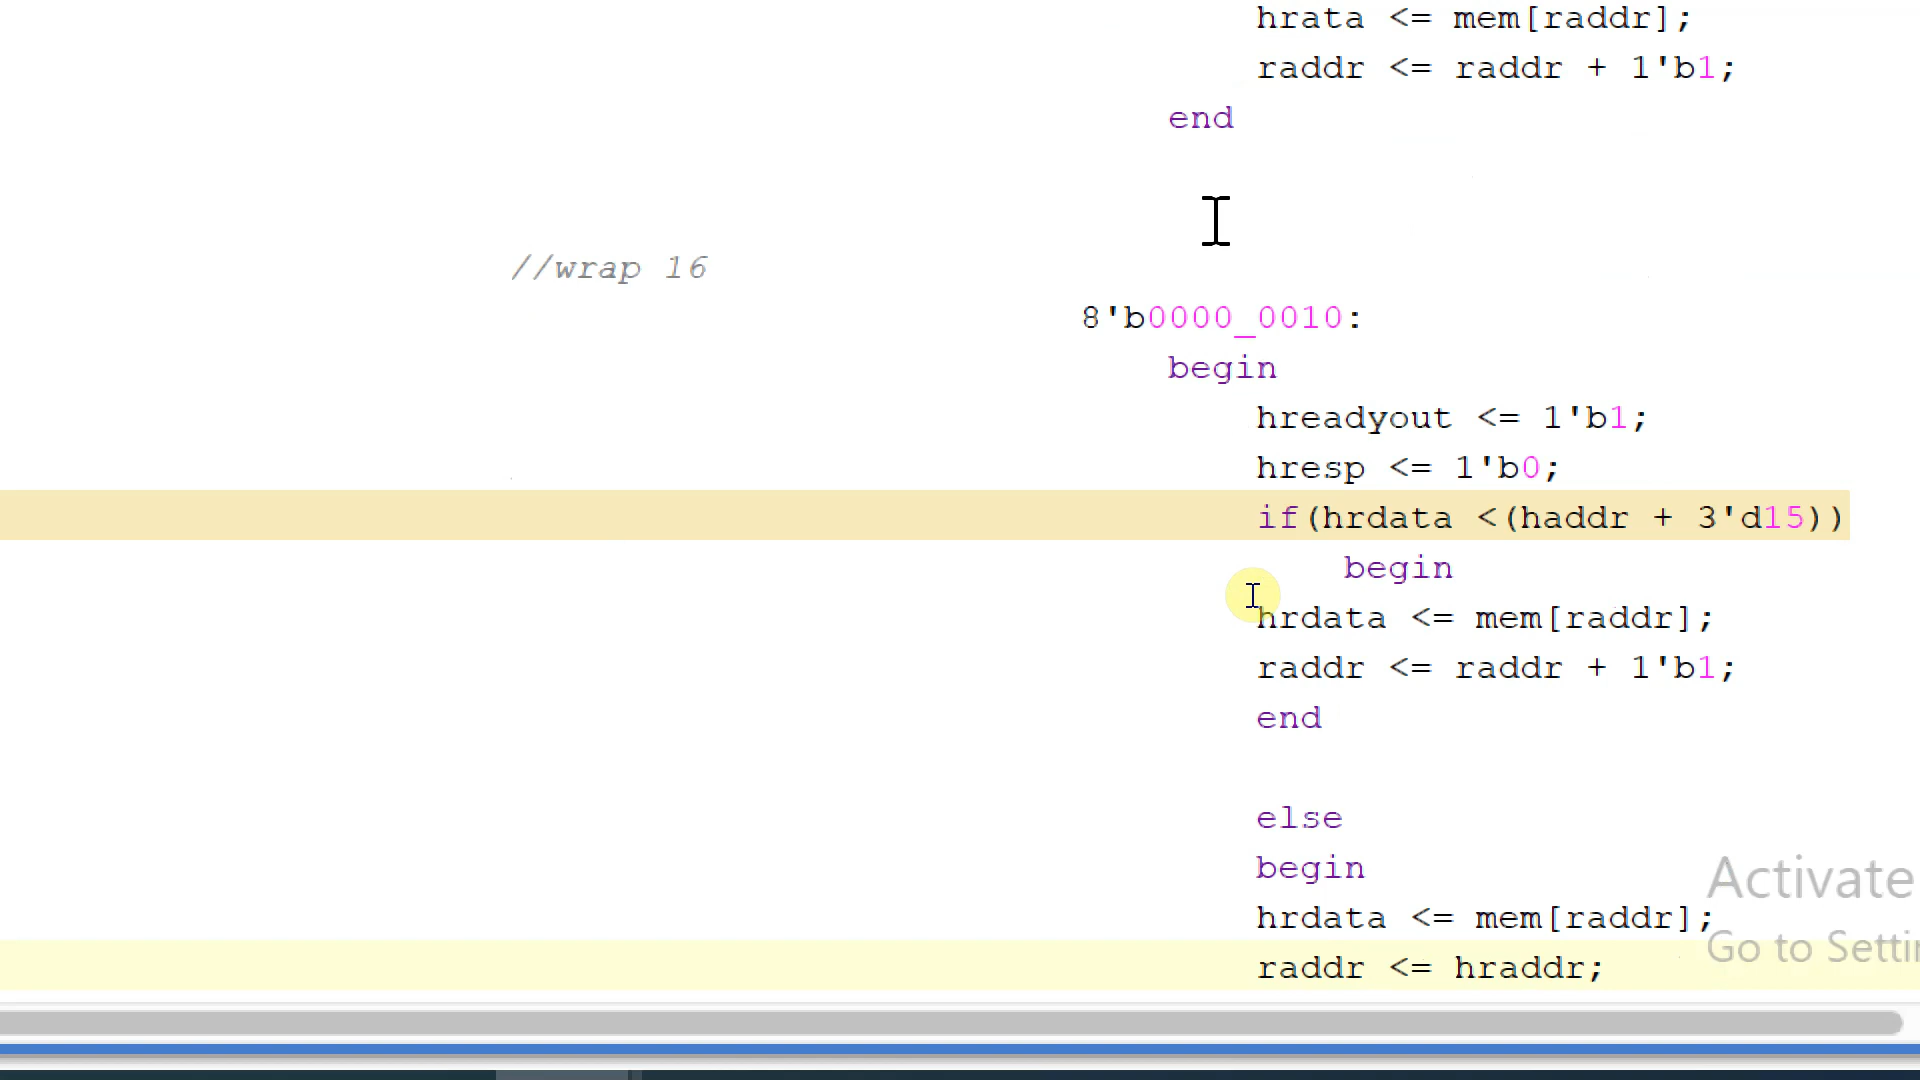 hrata <= mem[raddr];
raddr <= raddr + 1'b1;
end
//wrap 16
8'b0000_0010:
begin
hreadyout <= 1'b1;
hresp <= 1'b0;
if(hrdata <(haddr + 3'd15))
begin
hrdata <= mem[raddr];
raddr <= raddr + 1'b1;
end
else
begin
hrdata <= mem[raddr];
raddr <= hraddr;
Activate
Go to Settin